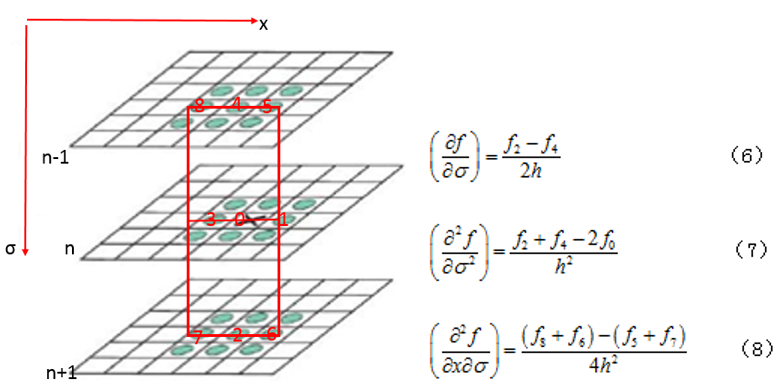 x
8 4 5
n-1
(∂f/∂σ) = (f₂ − f₄)/2h (6)
3 0 1
σ n
(∂²f/∂σ²) = (f₂ + f₄ − 2f₀)/h² (7)
7 2 6
n+1
(∂²f/∂x∂σ) = ((f₈ + f₆) − (f₅ + f₇))/4h² (8)